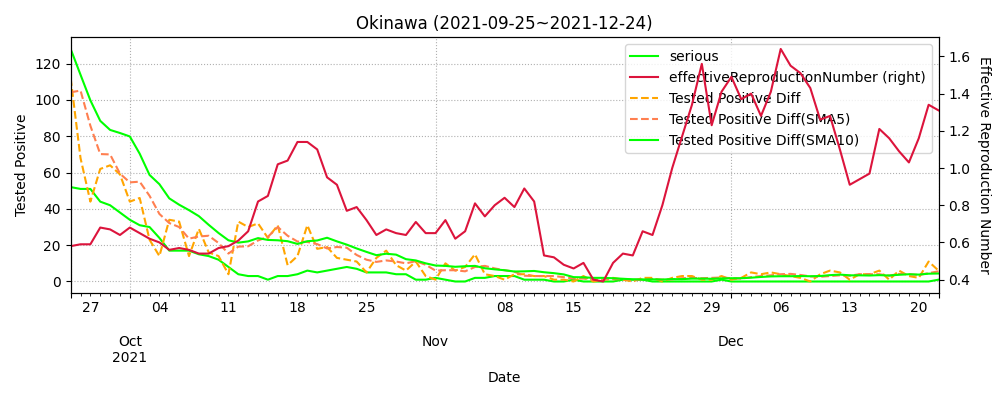 Okinawa (2021-09-25~2021-12-24)
serious
effectiveReproductionNumber (right)
Tested Positive Diff
Tested Positive Diff(SMA5)
Tested Positive Diff(SMA10)
Tested Positive
120
100
80
60
40
20
0
Effective Reproduction Number
1.6
1.4
1.2
1.0
0.8
0.6
0.4
27 04 11 18 25 08 15 22 29 06 13 20
Oct Nov Dec
2021
Date